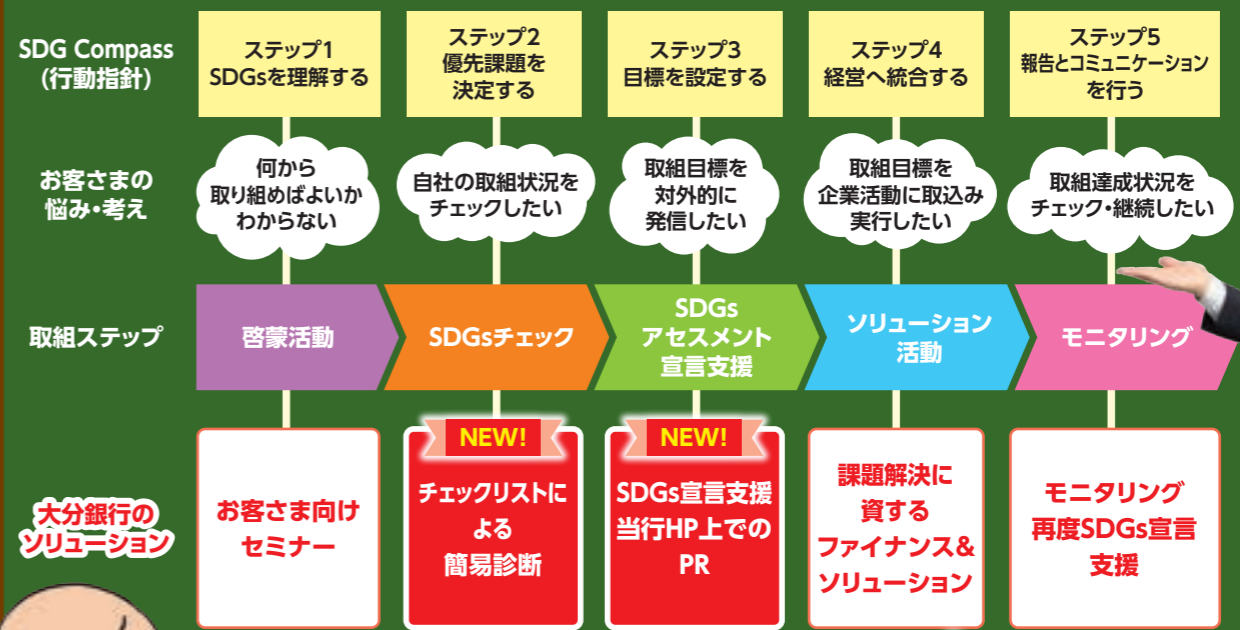 SDG Compass
(行動指針)
ステップ1
SDGsを理解する
ステップ2
優先課題を
決定する
ステップ3
目標を設定する
ステップ4
経営へ統合する
ステップ5
報告とコミュニケーション
を行う
お客さまの
悩み・考え
何から
取り組めばよいか
わからない
自社の取組状況を
チェックしたい
取組目標を
対外的に
発信したい
取組目標を
企業活動に取込み
実行したい
取組達成状況を
チェック・継続したい
取組ステップ
啓蒙活動
SDGsチェック
SDGs
アセスメント
宣言支援
ソリューション
活動
モニタリング
大分銀行の
ソリューション
お客さま向け
セミナー
NEW!
チェックリストに
よる
簡易診断
NEW!
SDGs宣言支援
当行HP上での
PR
課題解決に
資する
ファイナンス&
ソリューション
モニタリング
再度SDGs宣言
支援